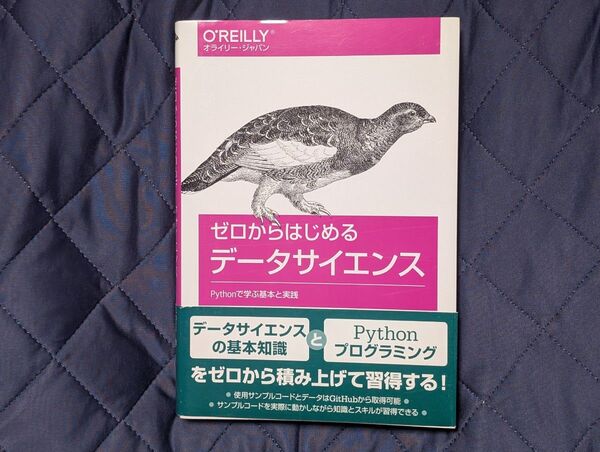 O'REILLY®
オライリー・ジャパン
ゼロからはじめる
データサイエンス
Pythonで学ぶ基本と実践
データサイエンス
の基本知識
と
Python
プログラミング
をゼロから積み上げて習得する！
使用サンプルコードとデータはGitHubから取得可能
サンプルコードを実際に動かしながら知識とスキルが習得できる